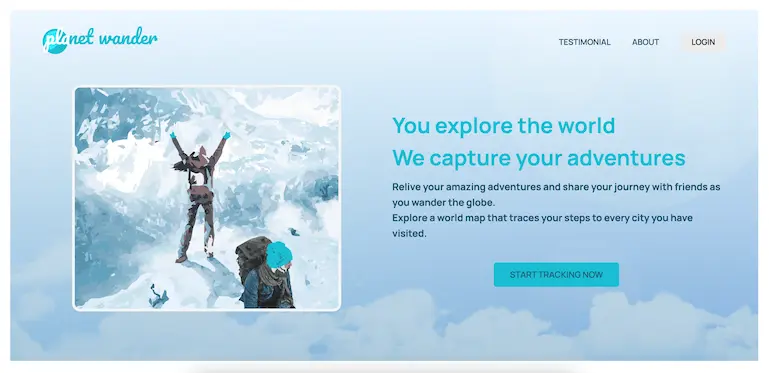 planet wander
TESTIMONIAL ABOUT LOGIN
You explore the world
We capture your adventures
Relive your amazing adventures and share your journey with friends as
you wander the globe.
Explore a world map that traces your steps to every city you have
visited.
START TRACKING NOW